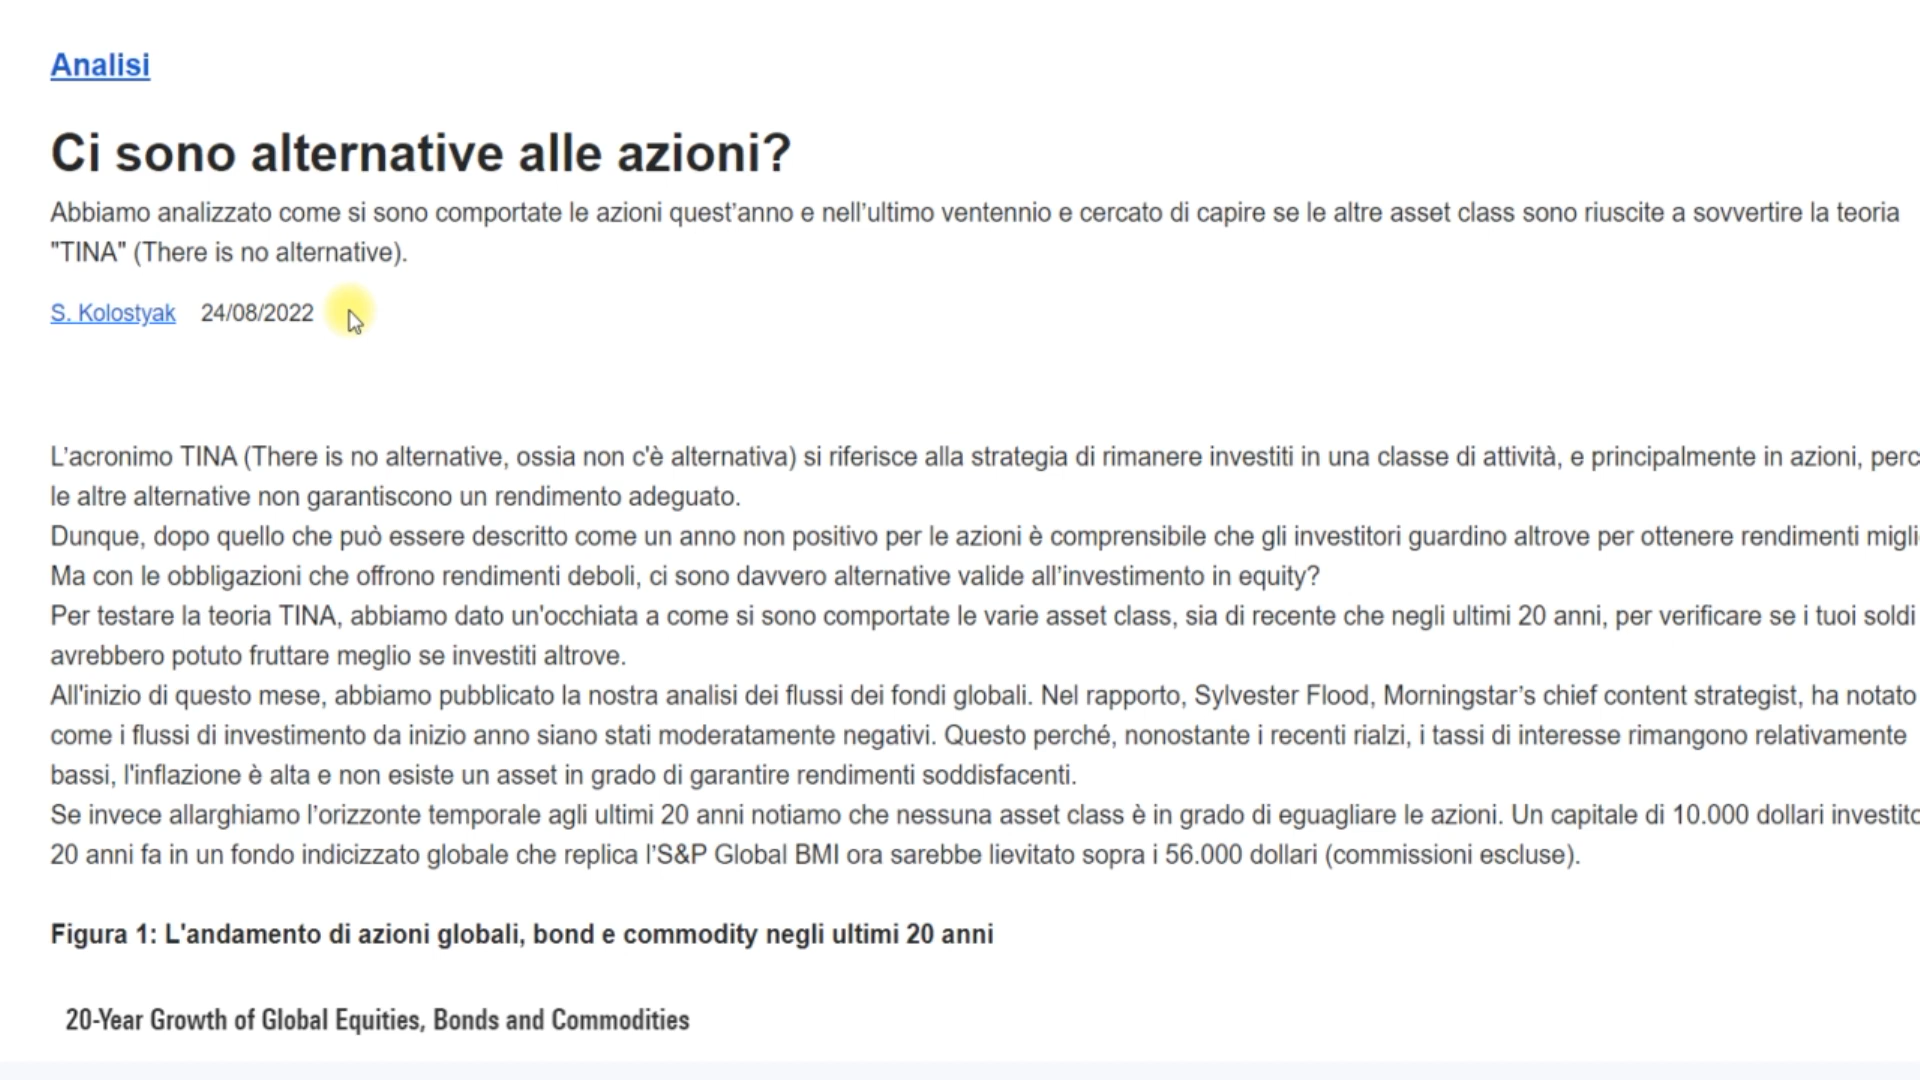 Analisi
Ci sono alternative alle azioni?
Abbiamo analizzato come si sono comportate le azioni quest'anno e nell'ultimo ventennio e cercato di capire se le altre asset class sono riuscite a sovvertire la teoria
"TINA" (There is no alternative).
S. Kolostyak 24/08/2022
L'acronimo TINA (There is no alternative, ossia non c'è alternativa) si riferisce alla strategia di rimanere investiti in una classe di attività, e principalmente in azioni, perc
le altre alternative non garantiscono un rendimento adeguato.
Dunque, dopo quello che può essere descritto come un anno non positivo per le azioni è comprensibile che gli investitori guardino altrove per ottenere rendimenti migli
Ma con le obbligazioni che offrono rendimenti deboli, ci sono davvero alternative valide all'investimento in equity?
Per testare la teoria TINA, abbiamo dato un'occhiata a come si sono comportate le varie asset class, sia di recente che negli ultimi 20 anni, per verificare se i tuoi soldi
avrebbero potuto fruttare meglio se investiti altrove.
All'inizio di questo mese, abbiamo pubblicato la nostra analisi dei flussi dei fondi globali. Nel rapporto, Sylvester Flood, Morningstar's chief content strategist, ha notato
come i flussi di investimento da inizio anno siano stati moderatamente negativi. Questo perché, nonostante i recenti rialzi, i tassi di interesse rimangono relativamente
bassi, l'inflazione è alta e non esiste un asset in grado di garantire rendimenti soddisfacenti.
Se invece allarghiamo l'orizzonte temporale agli ultimi 20 anni notiamo che nessuna asset class è in grado di eguagliare le azioni. Un capitale di 10.000 dollari investito
20 anni fa in un fondo indicizzato globale che replica l'S&P Global BMI ora sarebbe lievitato sopra i 56.000 dollari (commissioni escluse).
Figura 1: L'andamento di azioni globali, bond e commodity negli ultimi 20 anni
20-Year Growth of Global Equities, Bonds and Commodities